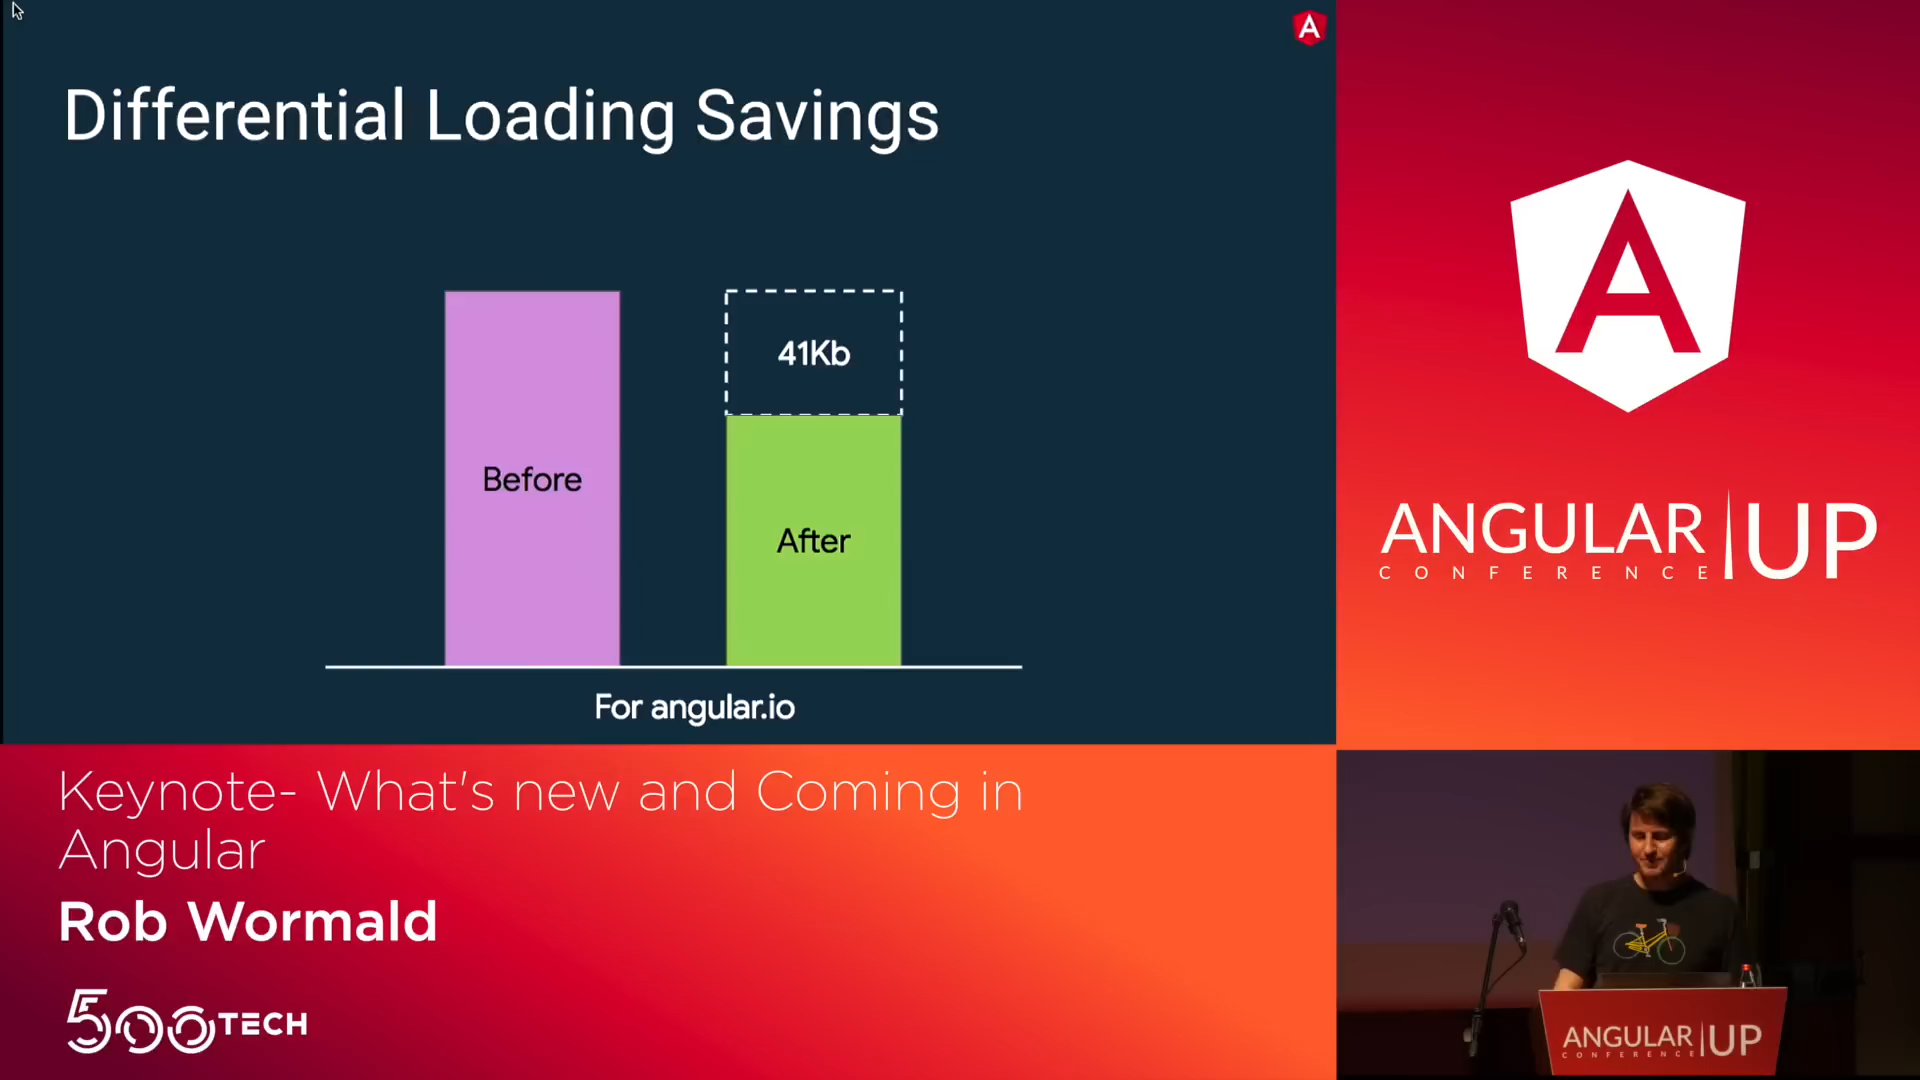 Differential Loading Savings
41Kb
Before
After
For angular.io
Keynote- What's new and Coming in
Angular
Rob Wormald
500TECH
ANGULAR UP
CONFERENCE
ANGULAR UP
CONFERENCE